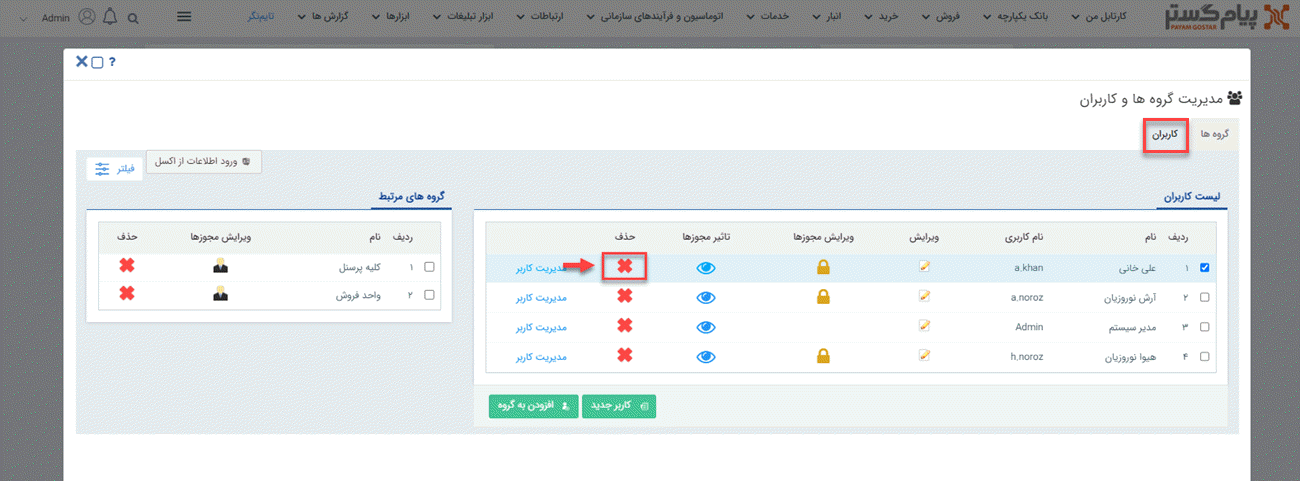 پیام گستر
PAYAM GOSTAR
کارتابل من
بانک یکپارچه
خرید
فروش
انبار
خدمات
اتوماسیون و فرآیندهای سازمانی
ارتباطات
ابزار تبلیغات
ابزارها
گزارش ها
تایم‌نگر
Admin
?
مدیریت گروه ها و کاربران
گروه ها
کاربران
ورود اطلاعات از اکسل
فیلتر
لیست کاربران
ردیف نام نام کاربری ویرایش ویرایش مجوزها تاثیر مجوزها حذف
۱ علی خانی a.khan مدیریت کاربر
۲ آرش نوروزیان a.noroz مدیریت کاربر
۳ مدیر سیستم Admin مدیریت کاربر
۴ هیوا نوروزیان h.noroz مدیریت کاربر
کاربر جدید
افزودن به گروه
گروه های مرتبط
ردیف نام ویرایش مجوزها حذف
۱ کلیه پرسنل
۲ واحد فروش